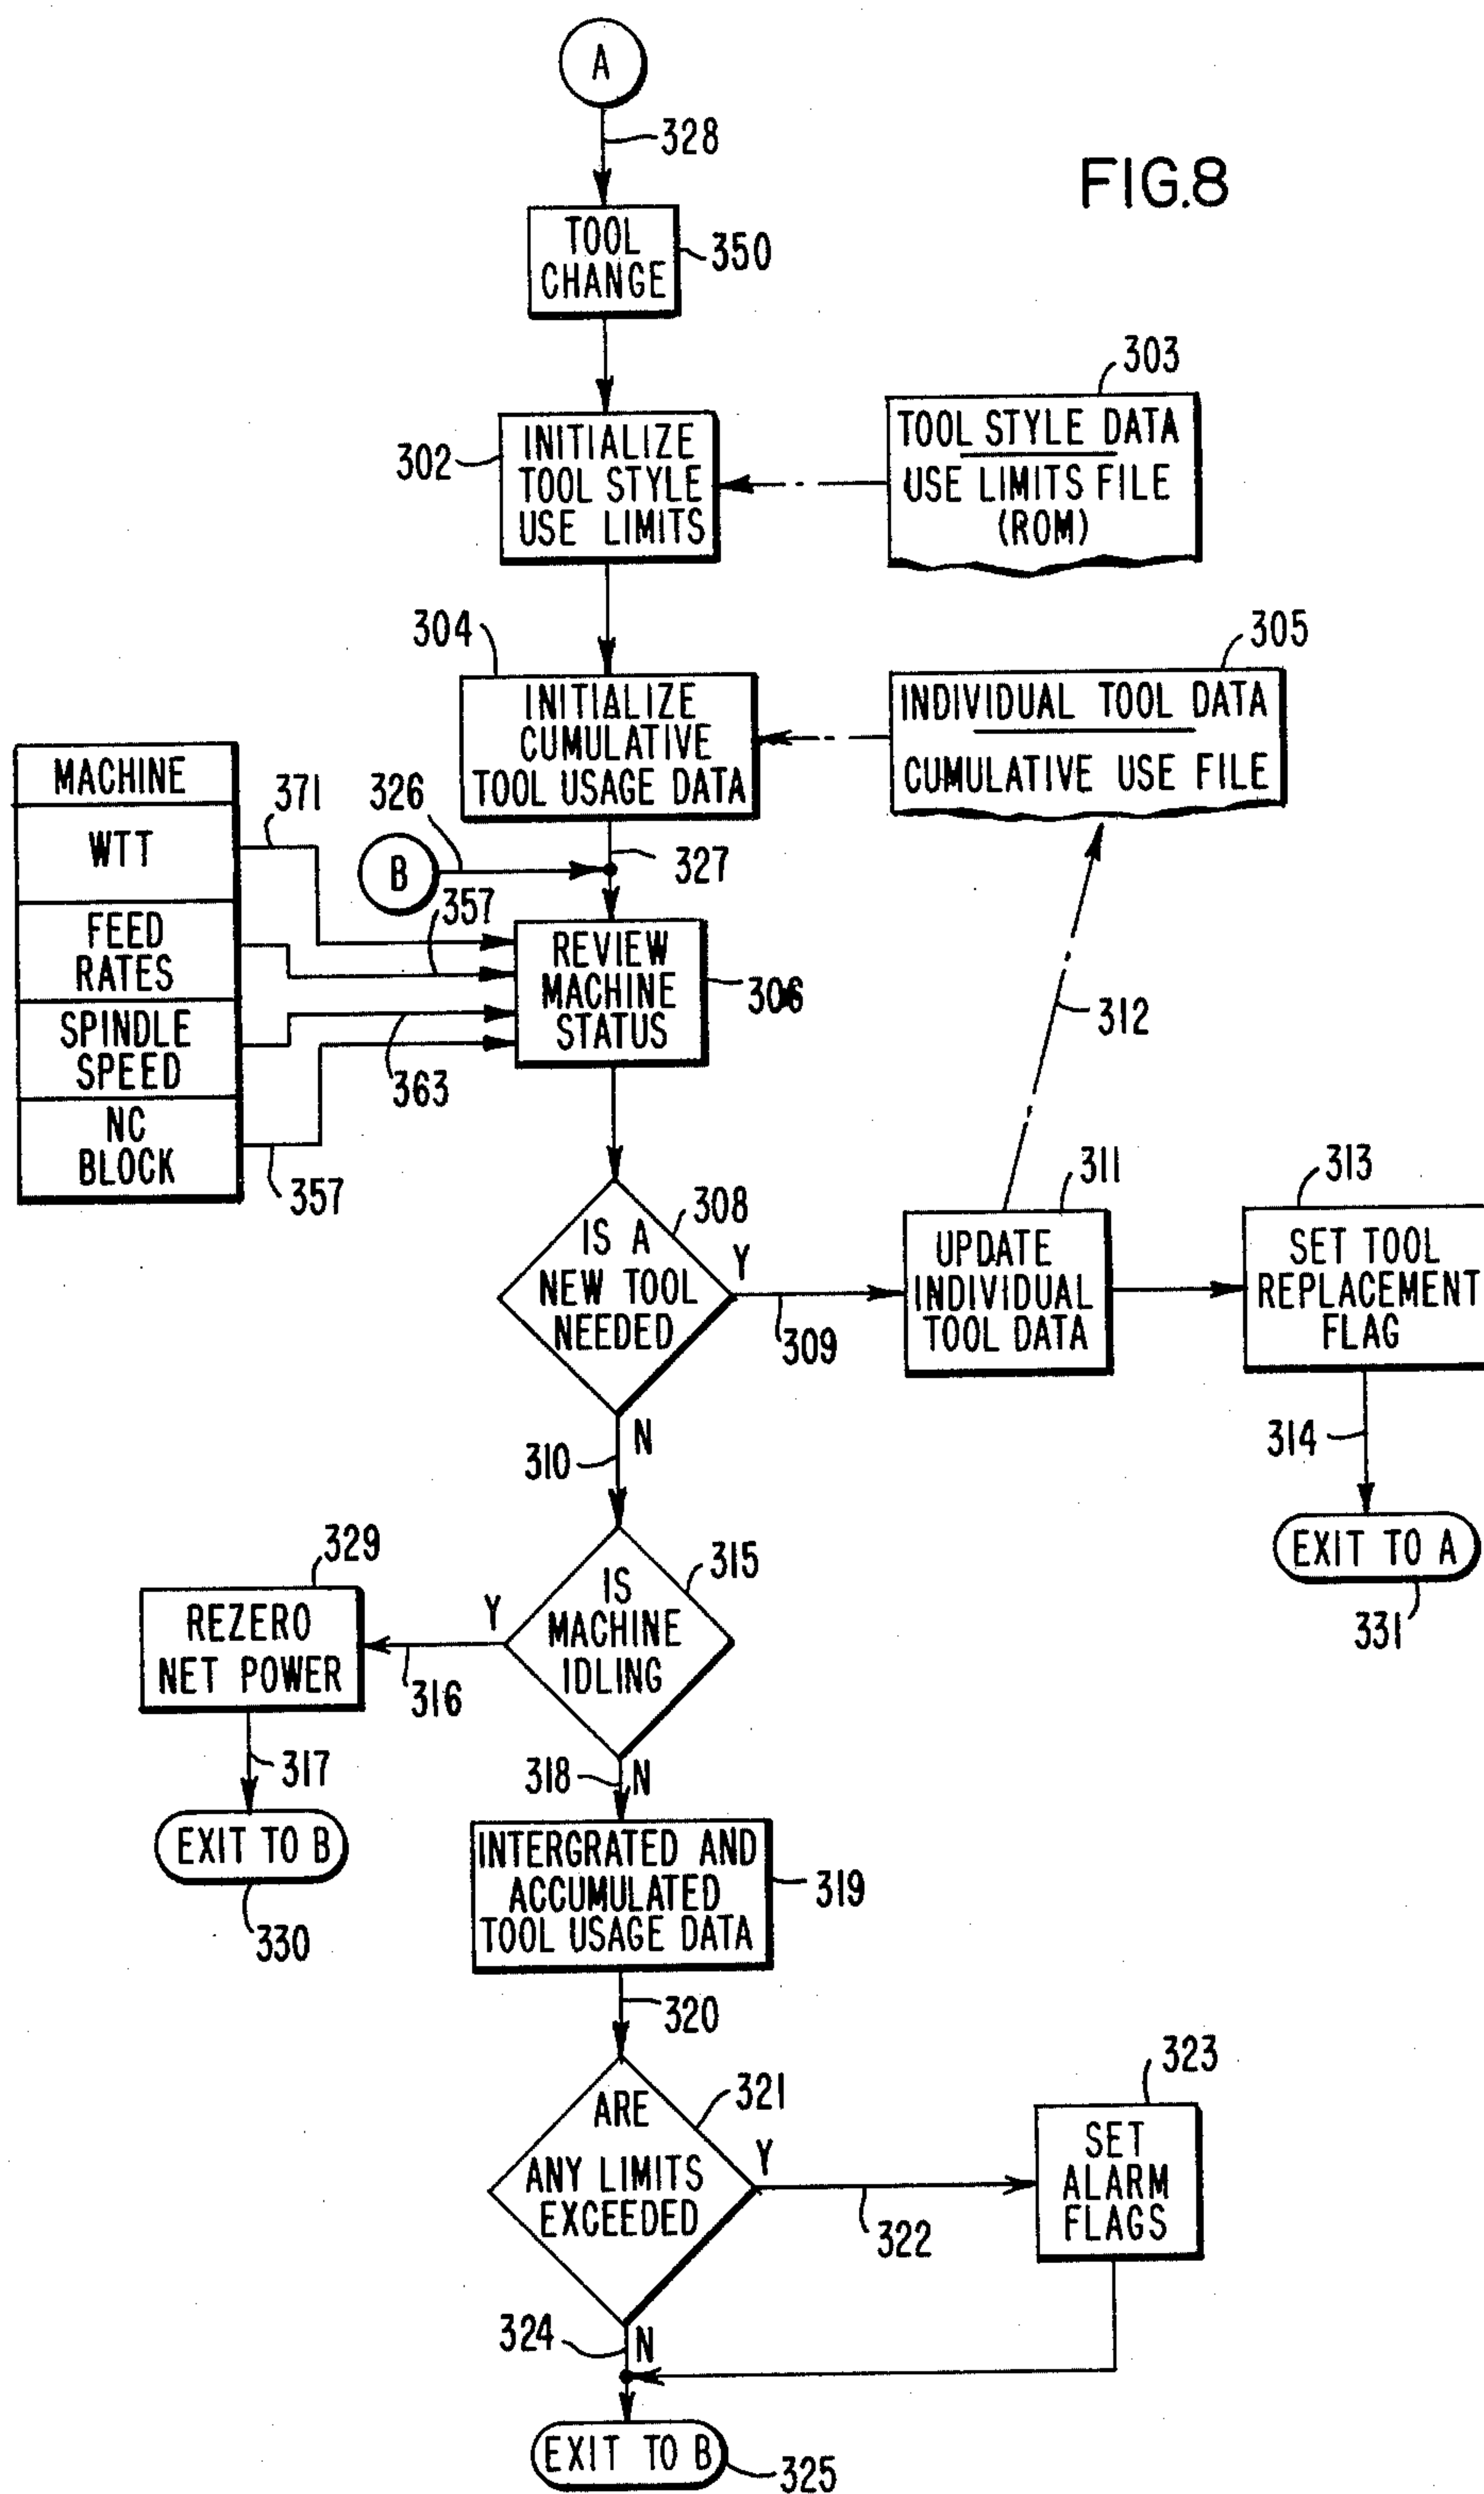 A
328
FIG.8
TOOL
CHANGE
350
303
302
INITIALIZE
TOOL STYLE
USE LIMITS
TOOL STYLE DATA
USE LIMITS FILE
(ROM)
304
305
INITIALIZE
CUMULATIVE
TOOL USAGE DATA
INDIVIDUAL TOOL DATA
CUMULATIVE USE FILE
MACHINE
WTT
FEED
RATES
SPINDLE
SPEED
NC
BLOCK
371
326
B
327
357
REVIEW
MACHINE
STATUS
306
363
357
312
308
IS A
NEW TOOL
NEEDED
Y
309
311
UPDATE
INDIVIDUAL
TOOL DATA
313
SET TOOL
REPLACEMENT
FLAG
310
N
314
EXIT TO A
331
329
REZERO
NET POWER
Y
316
315
IS
MACHINE
IDLING
317
318
N
EXIT TO B
330
INTERGRATED AND
ACCUMULATED
TOOL USAGE DATA
319
320
321
ARE
ANY LIMITS
EXCEEDED
Y
322
323
SET
ALARM
FLAGS
324
N
EXIT TO B
325